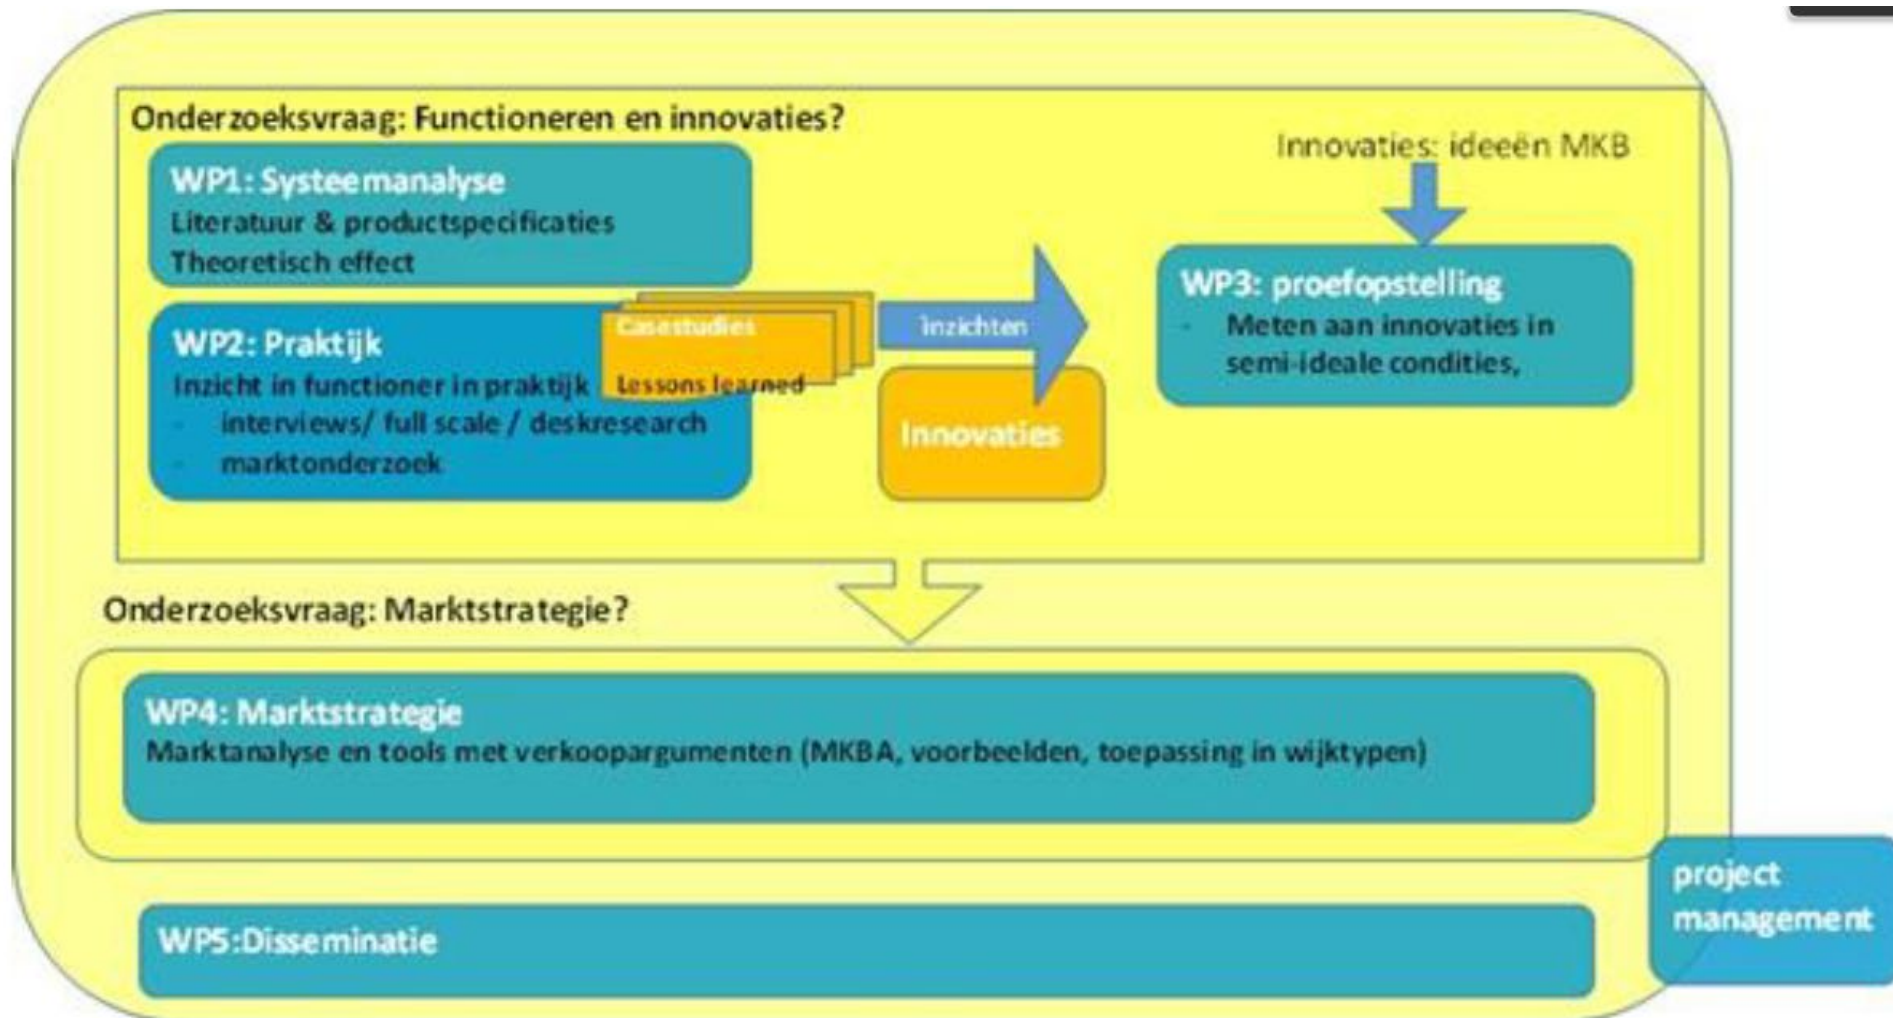 Onderzoeksvraag: Functioneren en innovaties?
WP1: Systeemanalyse
Literatuur & productspecificaties
Theoretisch effect
WP2: Praktijk
Inzicht in functioner in praktijk
- interviews/ full scale / deskresearch
- marktonderzoek
Casestudies
Lessons learned
Inzichten
Innovaties
Innovaties: ideeën MKB
WP3: proefopstelling
- Meten aan innovaties in
semi-ideale condities,
Onderzoeksvraag: Marktstrategie?
WP4: Marktstrategie
Marktanalyse en tools met verkoopargumenten (MKBA, voorbeelden, toepassing in wijktypen)
WP5:Disseminatie
project
management